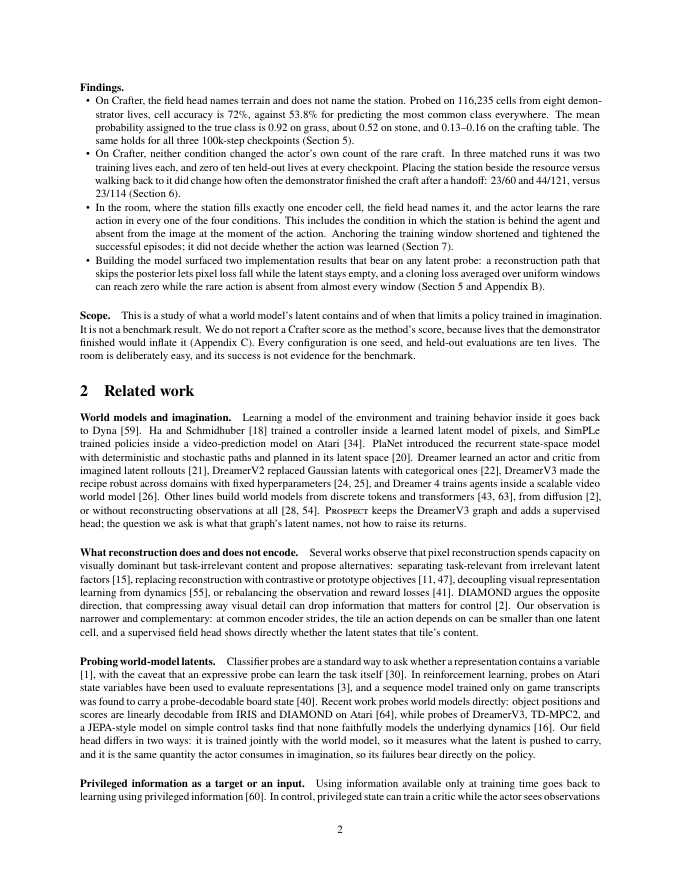 Findings.
• On Crafter, the field head names terrain and does not name the station. Probed on 116,235 cells from eight demon-
strator lives, cell accuracy is 72%, against 53.8% for predicting the most common class everywhere. The mean
probability assigned to the true class is 0.92 on grass, about 0.52 on stone, and 0.13–0.16 on the crafting table. The
same holds for all three 100k-step checkpoints (Section 5).
• On Crafter, neither condition changed the actor's own count of the rare craft. In three matched runs it was two
training lives each, and zero of ten held-out lives at every checkpoint. Placing the station beside the resource versus
walking back to it did change how often the demonstrator finished the craft after a handoff: 23/60 and 44/121, versus
23/114 (Section 6).
• In the room, where the station fills exactly one encoder cell, the field head names it, and the actor learns the rare
action in every one of the four conditions. This includes the condition in which the station is behind the agent and
absent from the image at the moment of the action. Anchoring the training window shortened and tightened the
successful episodes; it did not decide whether the action was learned (Section 7).
• Building the model surfaced two implementation results that bear on any latent probe: a reconstruction path that
skips the posterior lets pixel loss fall while the latent stays empty, and a cloning loss averaged over uniform windows
can reach zero while the rare action is absent from almost every window (Section 5 and Appendix B).
Scope. This is a study of what a world model's latent contains and of when that limits a policy trained in imagination.
It is not a benchmark result. We do not report a Crafter score as the method's score, because lives that the demonstrator
finished would inflate it (Appendix C). Every configuration is one seed, and held-out evaluations are ten lives. The
room is deliberately easy, and its success is not evidence for the benchmark.
2 Related work
World models and imagination. Learning a model of the environment and training behavior inside it goes back
to Dyna [59]. Ha and Schmidhuber [18] trained a controller inside a learned latent model of pixels, and SimPLe
trained policies inside a video-prediction model on Atari [34]. PlaNet introduced the recurrent state-space model
with deterministic and stochastic paths and planned in its latent space [20]. Dreamer learned an actor and critic from
imagined latent rollouts [21], DreamerV2 replaced Gaussian latents with categorical ones [22], DreamerV3 made the
recipe robust across domains with fixed hyperparameters [24, 25], and Dreamer 4 trains agents inside a scalable video
world model [26]. Other lines build world models from discrete tokens and transformers [43, 63], from diffusion [2],
or without reconstructing observations at all [28, 54]. PROSPECT keeps the DreamerV3 graph and adds a supervised
head; the question we ask is what that graph's latent names, not how to raise its returns.
What reconstruction does and does not encode. Several works observe that pixel reconstruction spends capacity on
visually dominant but task-irrelevant content and propose alternatives: separating task-relevant from irrelevant latent
factors [15], replacing reconstruction with contrastive or prototype objectives [11, 47], decoupling visual representation
learning from dynamics [55], or rebalancing the observation and reward losses [41]. DIAMOND argues the opposite
direction, that compressing away visual detail can drop information that matters for control [2]. Our observation is
narrower and complementary: at common encoder strides, the tile an action depends on can be smaller than one latent
cell, and a supervised field head shows directly whether the latent states that tile's content.
Probing world-model latents. Classifier probes are a standard way to ask whether a representation contains a variable
[1], with the caveat that an expressive probe can learn the task itself [30]. In reinforcement learning, probes on Atari
state variables have been used to evaluate representations [3], and a sequence model trained only on game transcripts
was found to carry a probe-decodable board state [40]. Recent work probes world models directly: object positions and
scores are linearly decodable from IRIS and DIAMOND on Atari [64], while probes of DreamerV3, TD-MPC2, and
a JEPA-style model on simple control tasks find that none faithfully models the underlying dynamics [16]. Our field
head differs in two ways: it is trained jointly with the world model, so it measures what the latent is pushed to carry,
and it is the same quantity the actor consumes in imagination, so its failures bear directly on the policy.
Privileged information as a target or an input. Using information available only at training time goes back to
learning using privileged information [60]. In control, privileged state can train a critic while the actor sees observations
2